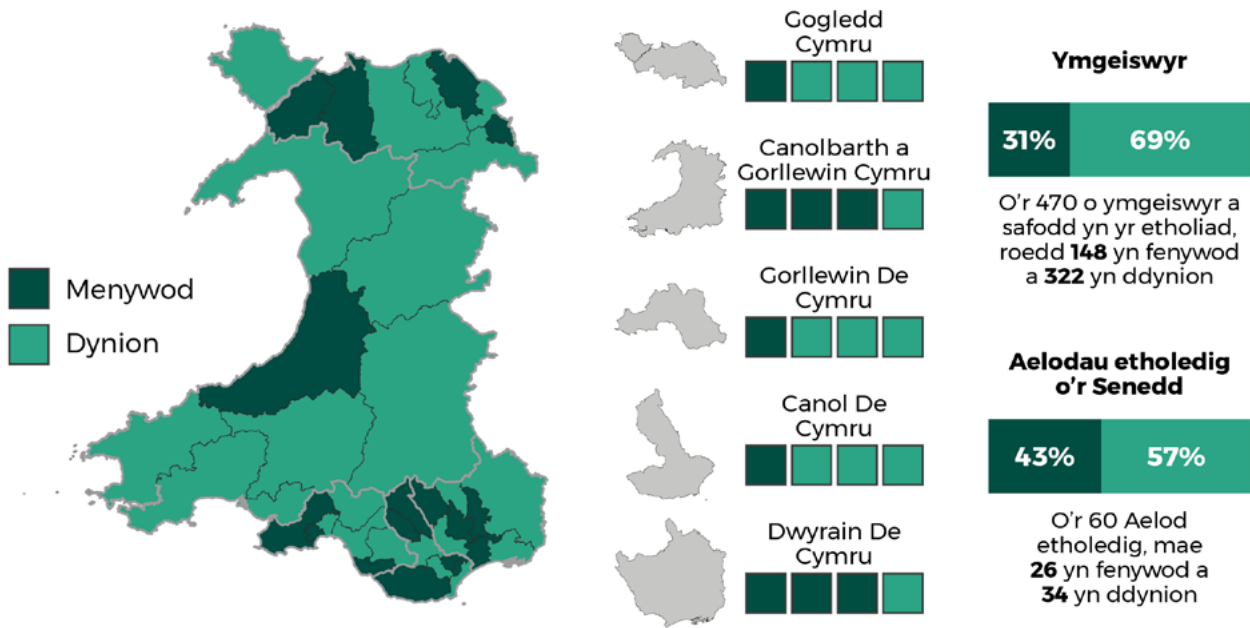 Menywod
Dynion
Gogledd
Cymru
Canolbarth a
Gorllewin Cymru
Gorllewin De
Cymru
Canol De
Cymru
Dwyrain De
Cymru
Ymgeiswyr
31% 69%
O'r 470 o ymgeiswyr a
safodd yn yr etholiad,
roedd 148 yn fenywod
a 322 yn ddynion
Aelodau etholedig
o'r Senedd
43% 57%
O'r 60 Aelod
etholedig, mae
26 yn fenywod a
34 yn ddynion